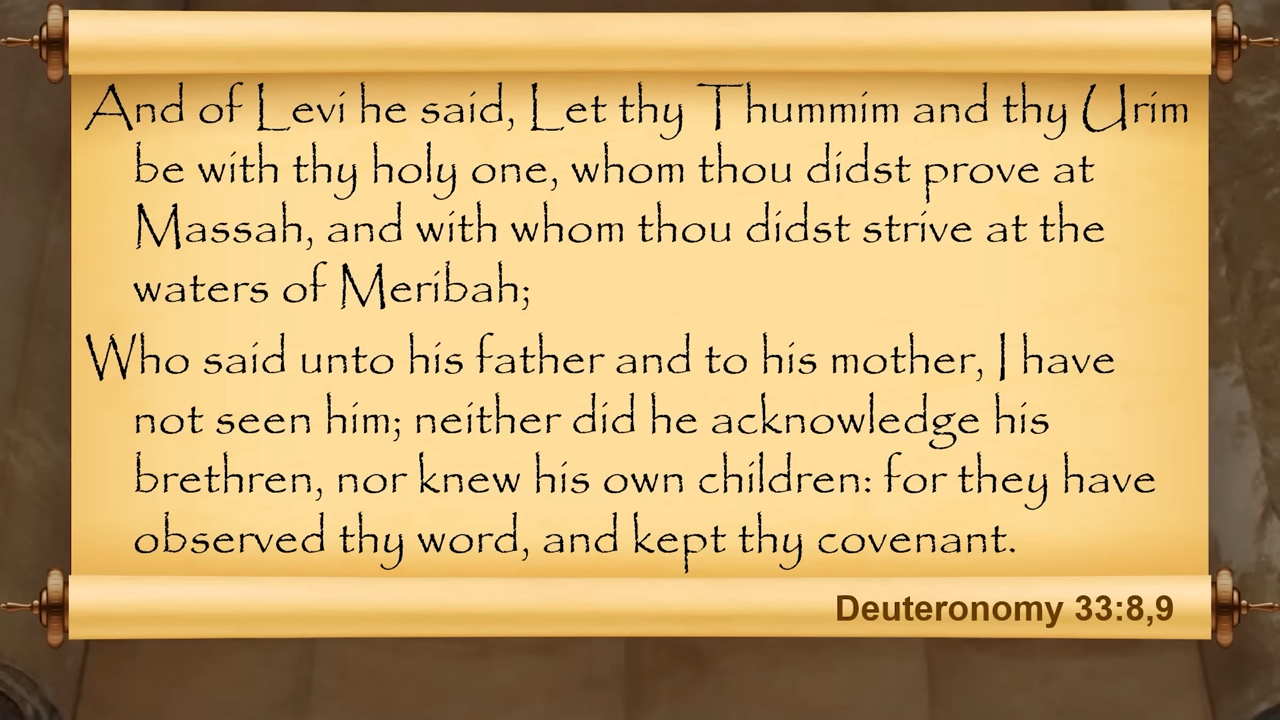 And of Levi he said, Let thy Thummim and thy Urim
be with thy holy one, whom thou didst prove at
Massah, and with whom thou didst strive at the
waters of Meribah;
Who said unto his father and to his mother, I have
not seen him; neither did he acknowledge his
brethren, nor knew his own children: for they have
observed thy word, and kept thy covenant.
Deuteronomy 33:8,9